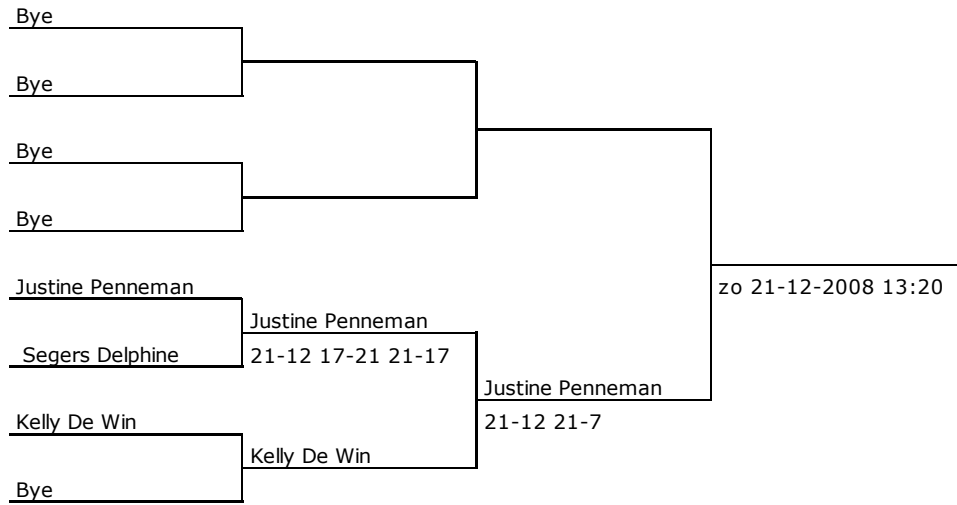 Bye
Bye
Bye
Bye
Justine Penneman
zo 21-12-2008 13:20
Justine Penneman
Segers Delphine
21-12 17-21 21-17
Justine Penneman
Kelly De Win
21-12 21-7
Kelly De Win
Bye